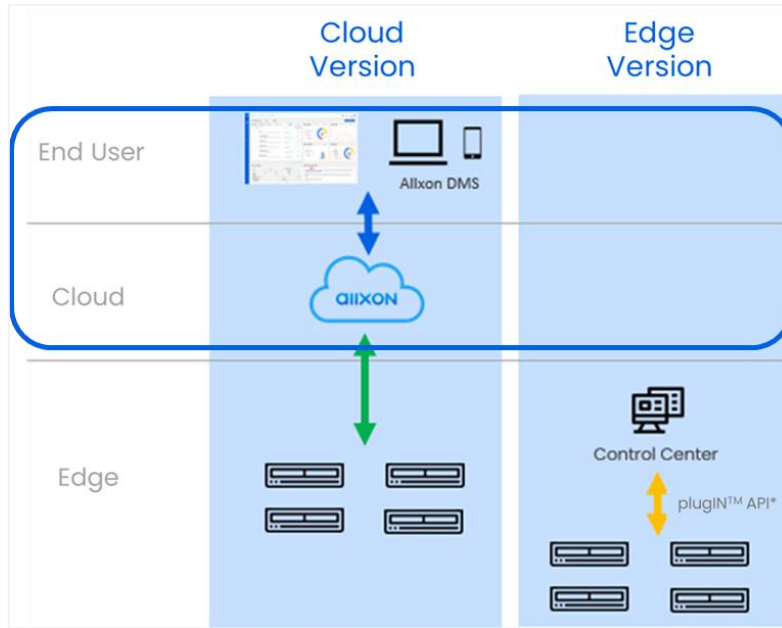 Cloud
Version
Edge
Version
End User
Allxon DMS
Cloud
allxon
Control Center
Edge
plugIN™ API*